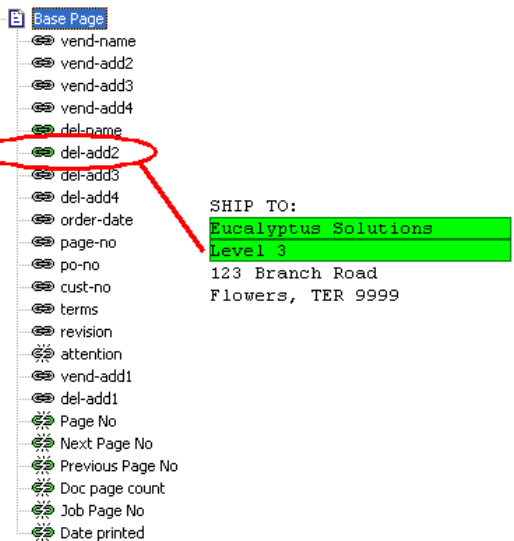 Base Page
vend-name
vend-add2
vend-add3
vend-add4
del-name
del-add2
del-add3
del-add4
order-date
page-no
po-no
cust-no
terms
revision
attention
vend-add1
del-add1
Page No
Next Page No
Previous Page No
Doc page count
Job Page No
Date printed
SHIP TO:
Eucalyptus Solutions
Level 3
123 Branch Road
Flowers, TER 9999